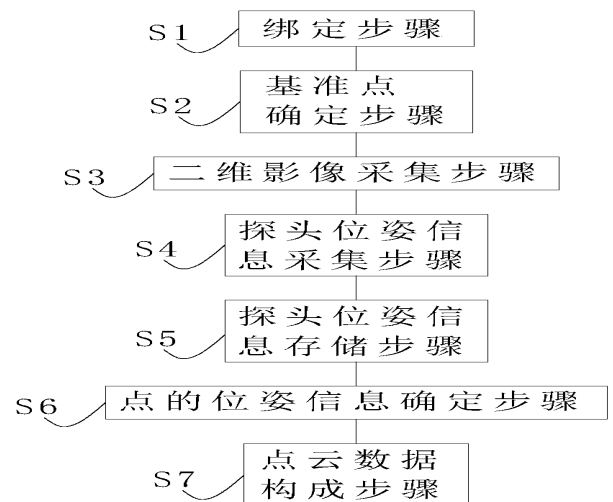 S1 绑定步骤
S2 基准点
确定步骤
S3 二维影像采集步骤
S4 探头位姿信
息采集步骤
S5 探头位姿信
息存储步骤
S6 点的位姿信息确定步骤
S7 点云数据
构成步骤